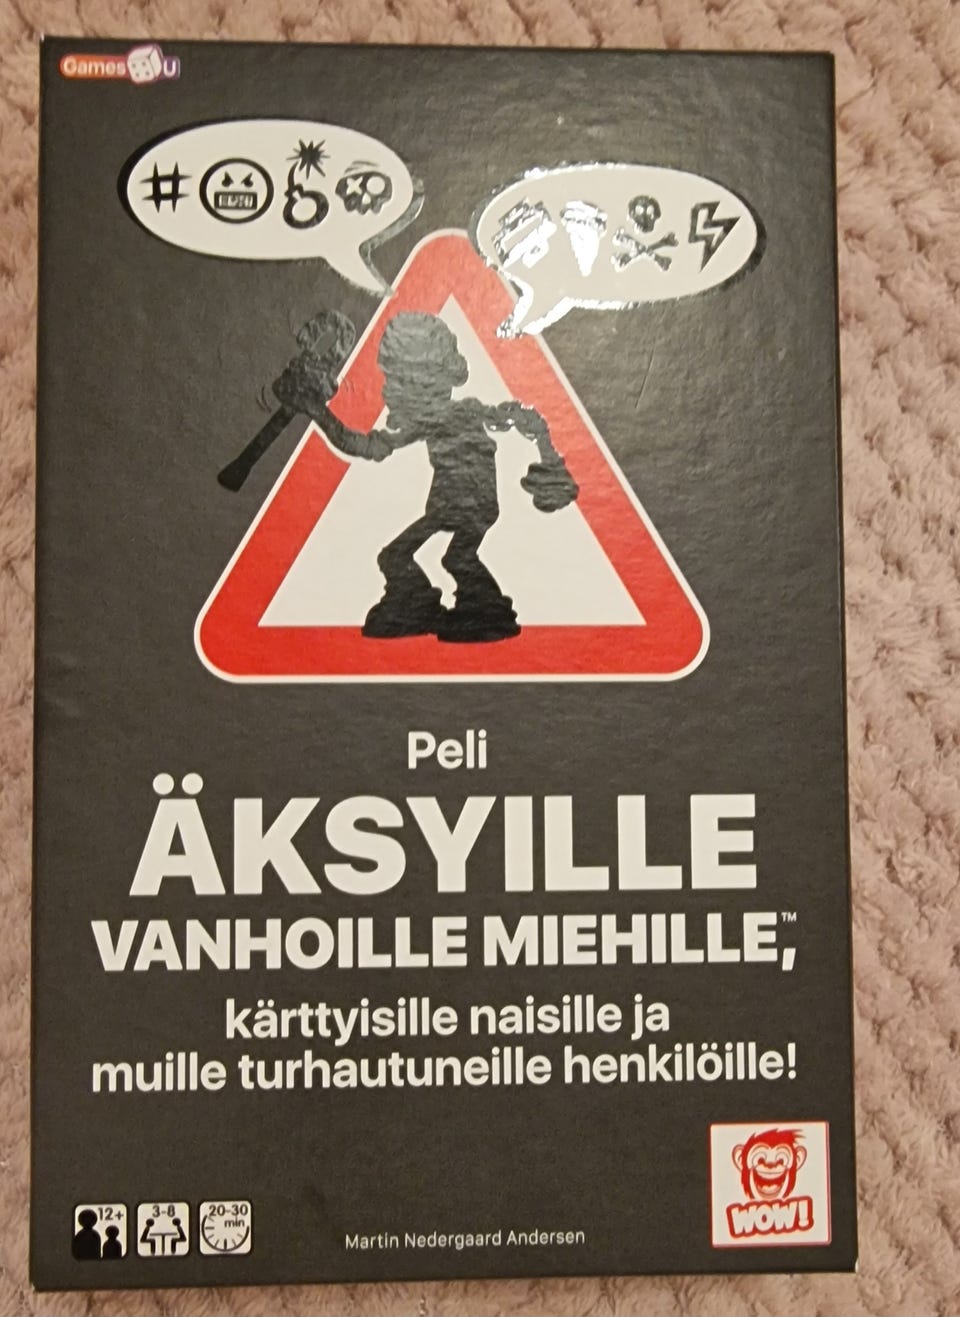 Games U
Peli
ÄKSYILLE
VANHOILLE MIEHILLE,™
kärttyisille naisille ja
muille turhautuneille henkilöille!
12+
3-8
20-30
min
Martin Nedergaard Andersen
WOW!